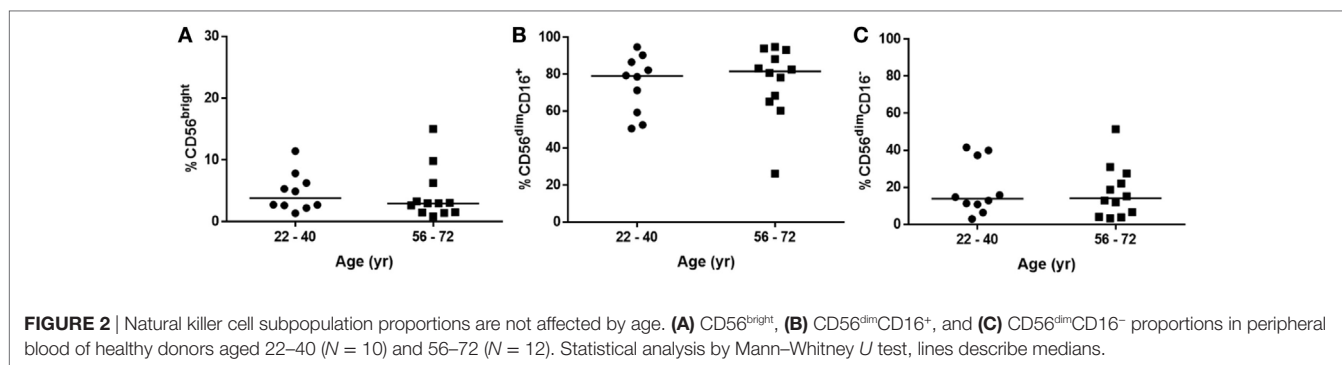 A
30
20
10
0
% CD56bright
22 - 40
56 - 72
Age (yr)
B
100
80
60
40
20
0
% CD56dimCD16+
22 - 40
56 - 72
Age (yr)
C
100
80
60
40
20
0
% CD56dimCD16-
22 - 40
56 - 72
Age (yr)
FIGURE 2 | Natural killer cell subpopulation proportions are not affected by age. (A) CD56bright, (B) CD56dimCD16+, and (C) CD56dimCD16− proportions in peripheral
blood of healthy donors aged 22–40 (N = 10) and 56–72 (N = 12). Statistical analysis by Mann–Whitney U test, lines describe medians.